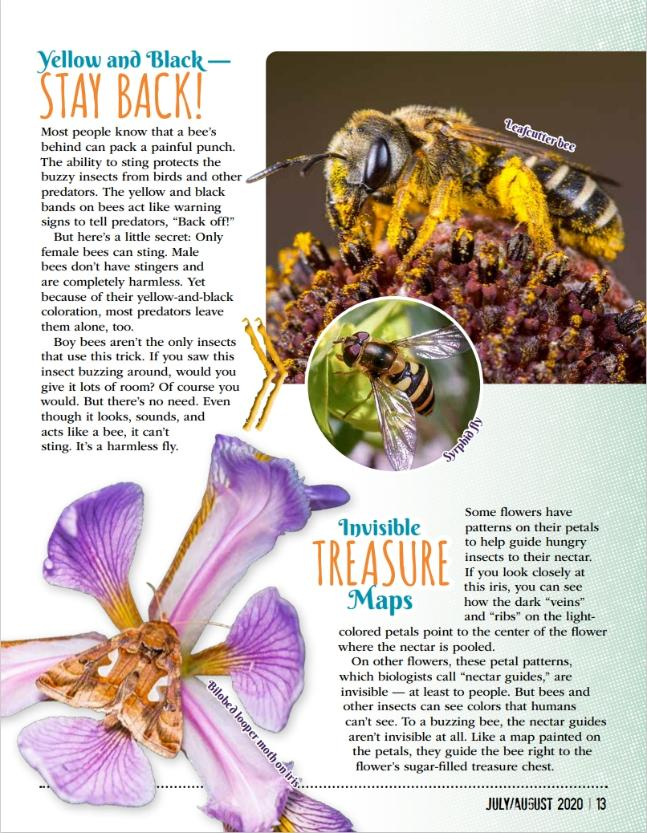 Yellow and Black—
STAY BACK!
Most people know that a bee's
behind can pack a painful punch.
The ability to sting protects the
buzzy insects from birds and other
predators. The yellow and black
bands on bees act like warning
signs to tell predators, “Back off!”
But here's a little secret: Only
female bees can sting. Male
bees don't have stingers and
are completely harmless. Yet
because of their yellow-and-black
coloration, most predators leave
them alone, too.
Boy bees aren't the only insects
that use this trick. If you saw this
insect buzzing around, would you
give it lots of room? Of course you
would. But there's no need. Even
though it looks, sounds, and
acts like a bee, it can't
sting. It's a harmless fly.
Leafcutter bee
Syrphid fly
Invisible
TREASURE
Maps
Some flowers have
patterns on their petals
to help guide hungry
insects to their nectar.
If you look closely at
this iris, you can see
how the dark “veins”
and “ribs” on the light-
colored petals point to the center of the flower
where the nectar is pooled.
On other flowers, these petal patterns,
which biologists call “nectar guides,” are
invisible — at least to people. But bees and
other insects can see colors that humans
can't see. To a buzzing bee, the nectar guides
aren't invisible at all. Like a map painted on
the petals, they guide the bee right to the
flower's sugar-filled treasure chest.
Bilobed looper moth on iris
JULY/AUGUST 2020 | 13